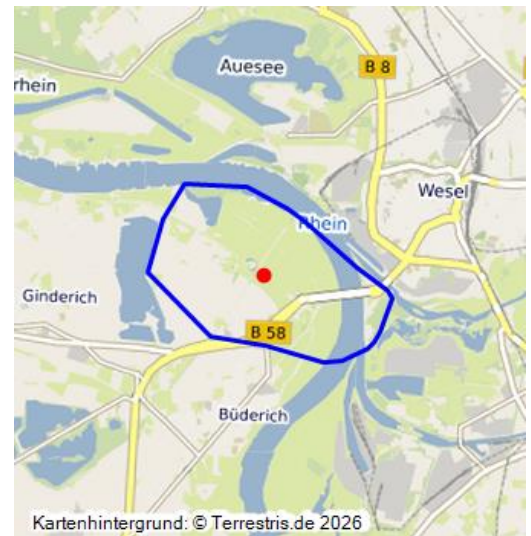 Auesee
B 8
rhein
Wesel
Rhein
Ginderich
B 58
Büderich
Kartenhintergrund: © Terrestris.de 2026